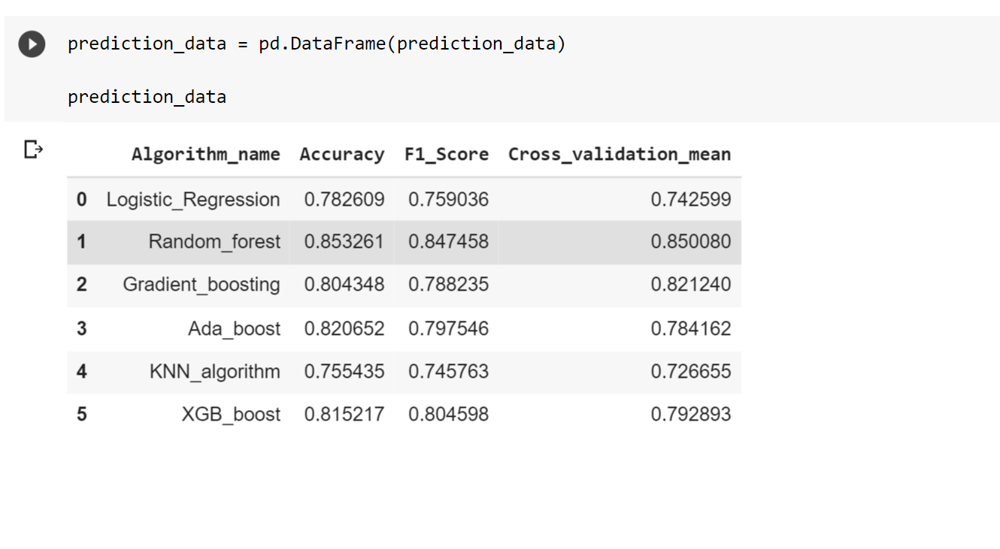 prediction_data = pd.DataFrame(prediction_data)
prediction_data
Algorithm_name Accuracy F1_Score Cross_validation_mean
0 Logistic_Regression 0.782609 0.759036 0.742599
1 Random_forest 0.853261 0.847458 0.850080
2 Gradient_boosting 0.804348 0.788235 0.821240
3 Ada_boost 0.820652 0.797546 0.784162
4 KNN_algorithm 0.755435 0.745763 0.726655
5 XGB_boost 0.815217 0.804598 0.792893